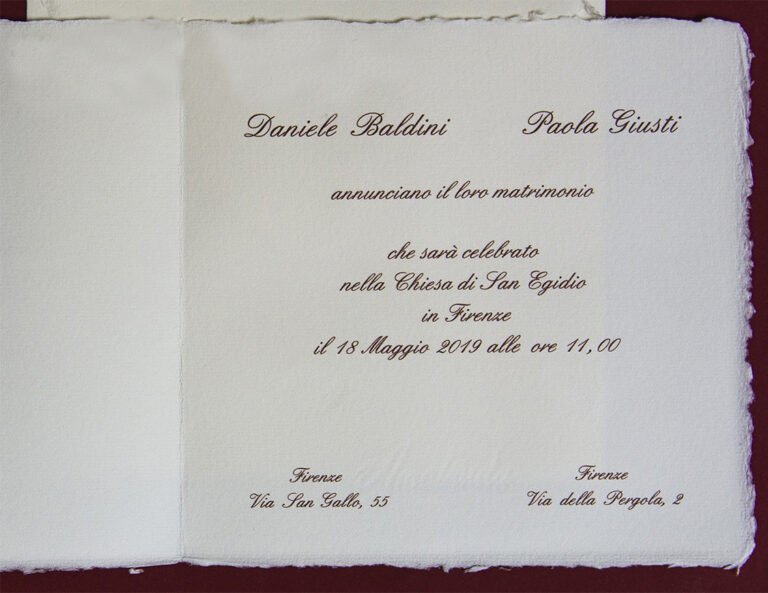 Daniele Baldini Paola Giusti
annunciano il loro matrimonio
che sarà celebrato
nella Chiesa di San Egidio
in Firenze
il 18 Maggio 2019 alle ore 11,00
Firenze Firenze
Via San Gallo, 55 Via della Pergola, 2